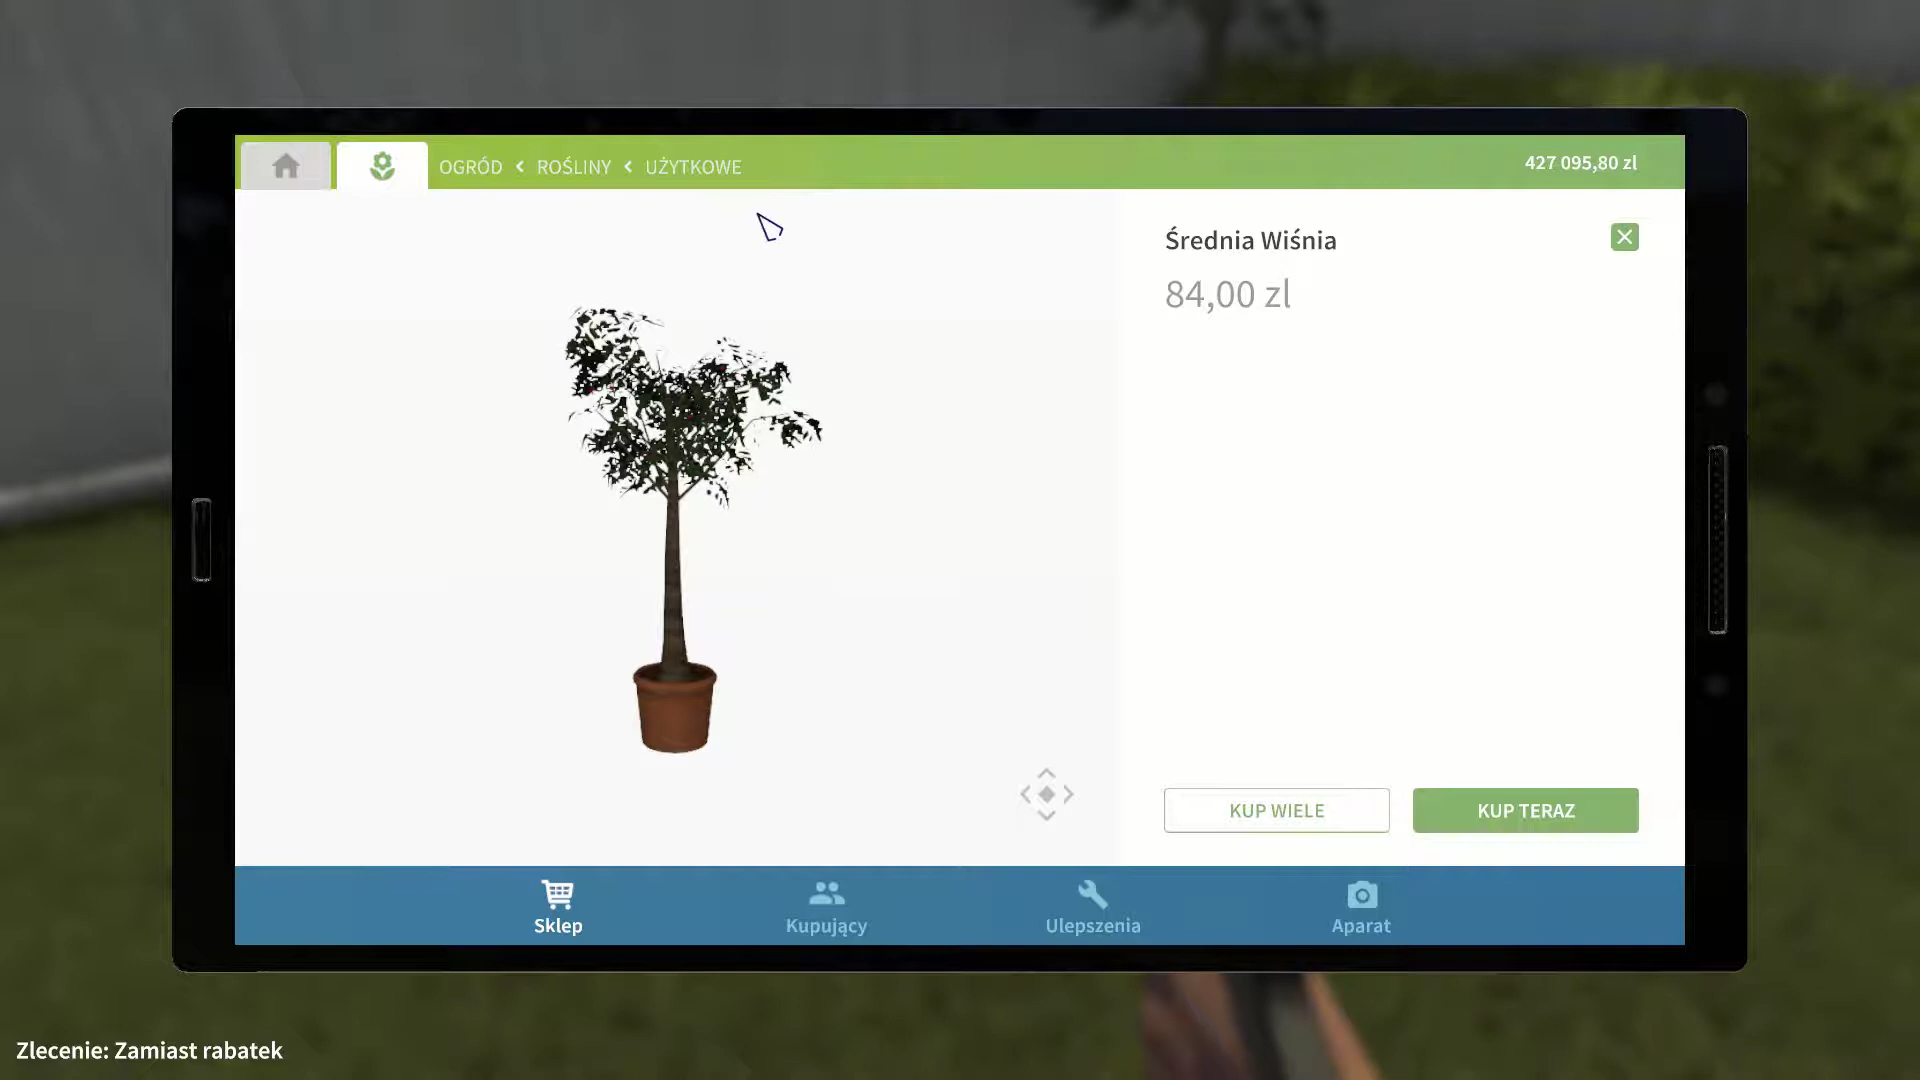 OGRÓD < ROŚLINY < UŻYTKOWE
427 095,80 zl
Średnia Wiśnia
84,00 zl
KUP WIELE
KUP TERAZ
Sklep
Kupujący
Ulepszenia
Aparat
Zlecenie: Zamiast rabatek